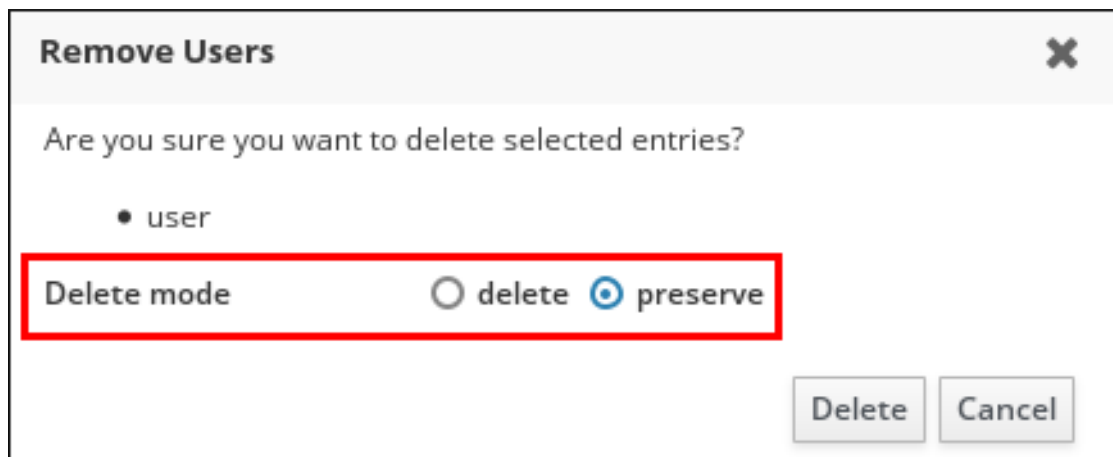 Remove Users
Are you sure you want to delete selected entries?
• user
Delete mode delete preserve
Delete Cancel